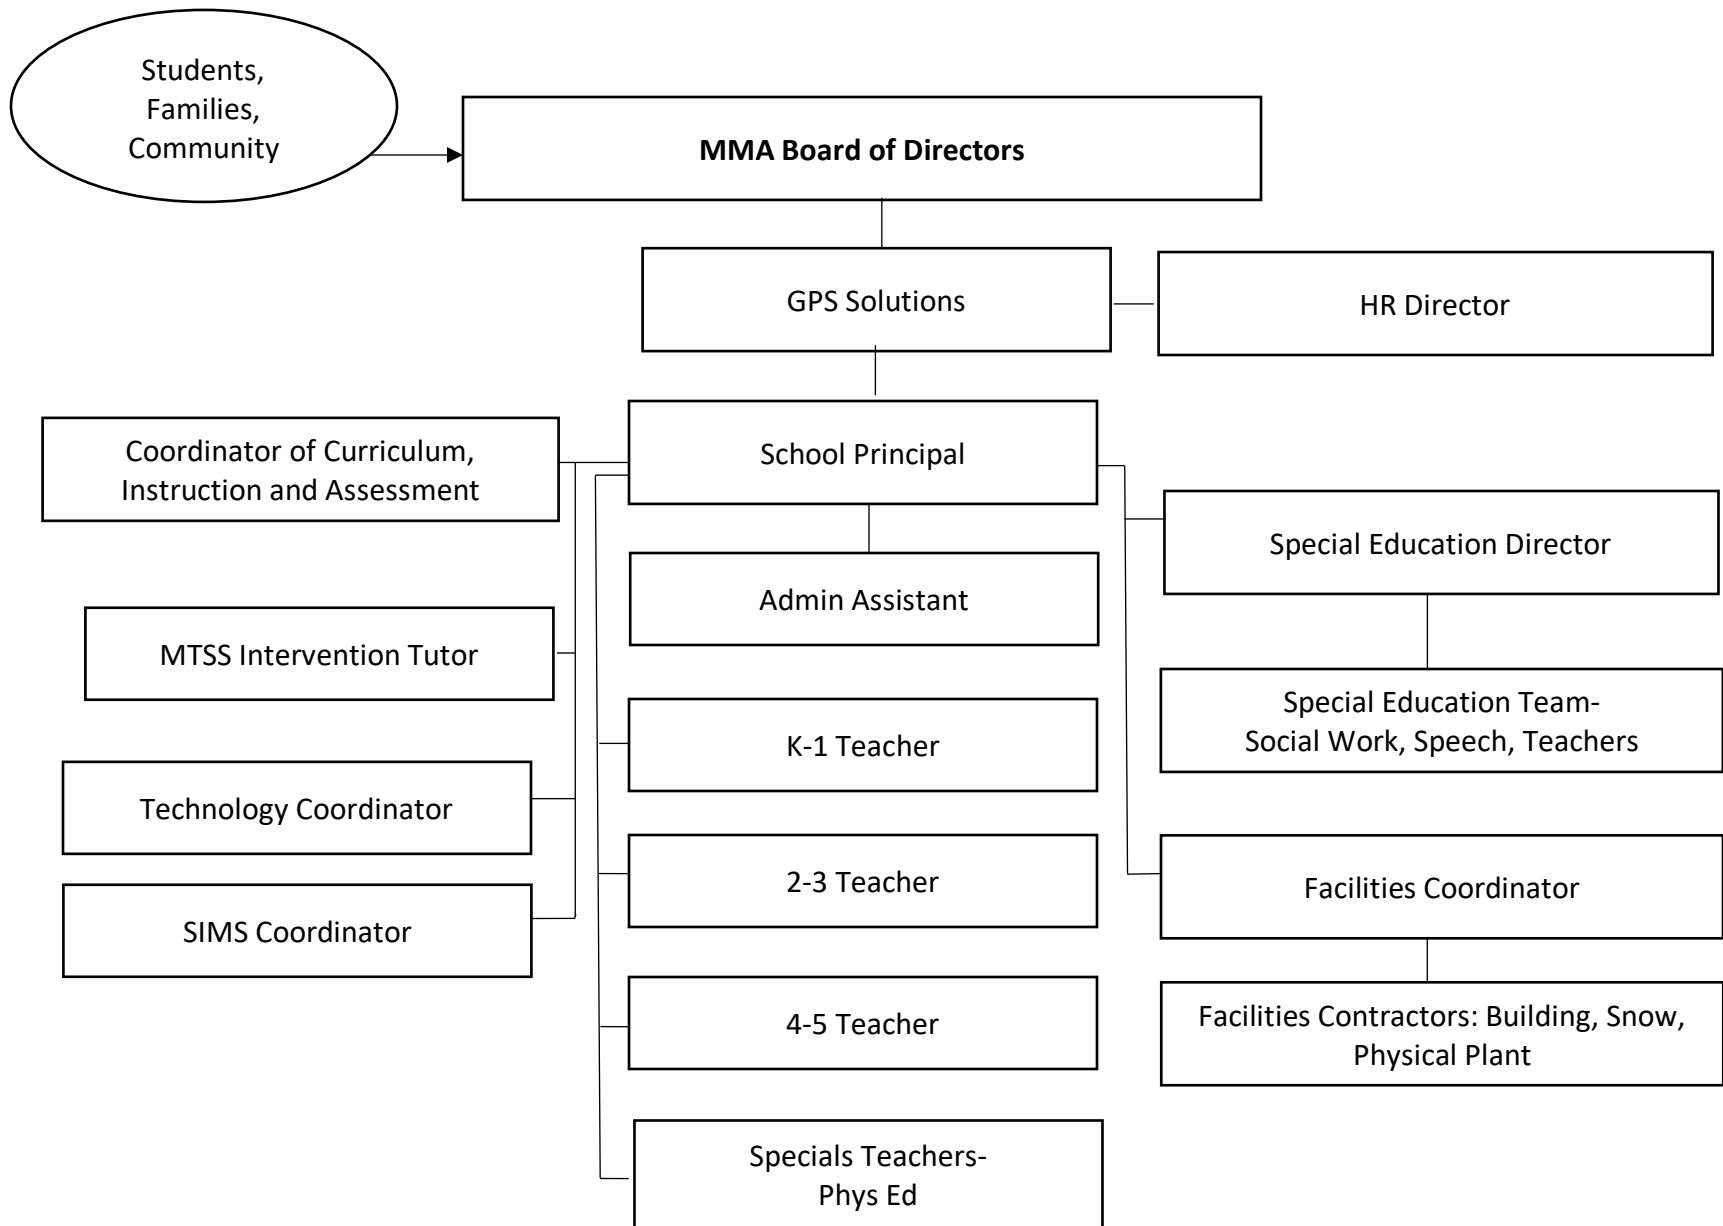 Students,
Families,
Community
MMA Board of Directors
GPS Solutions
HR Director
Coordinator of Curriculum,
Instruction and Assessment
School Principal
Special Education Director
Admin Assistant
MTSS Intervention Tutor
Special Education Team-
Social Work, Speech, Teachers
K-1 Teacher
Technology Coordinator
2-3 Teacher
Facilities Coordinator
SIMS Coordinator
4-5 Teacher
Facilities Contractors: Building, Snow,
Physical Plant
Specials Teachers-
Phys Ed